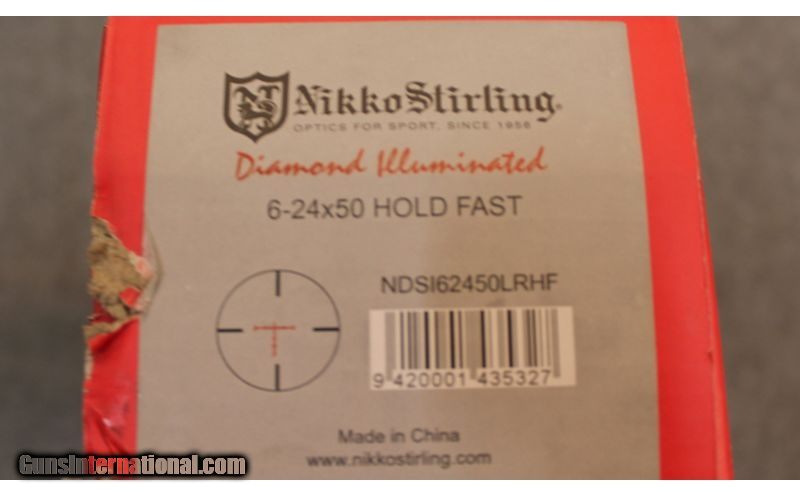 NS
NikkoStirling®
OPTICS FOR SPORT, SINCE 1956
Diamond Illuminated
6-24x50 HOLD FAST
NDSI62450LRHF
9 420001 435327
Made in China
www.nikkostirling.com
GunsInternational.com